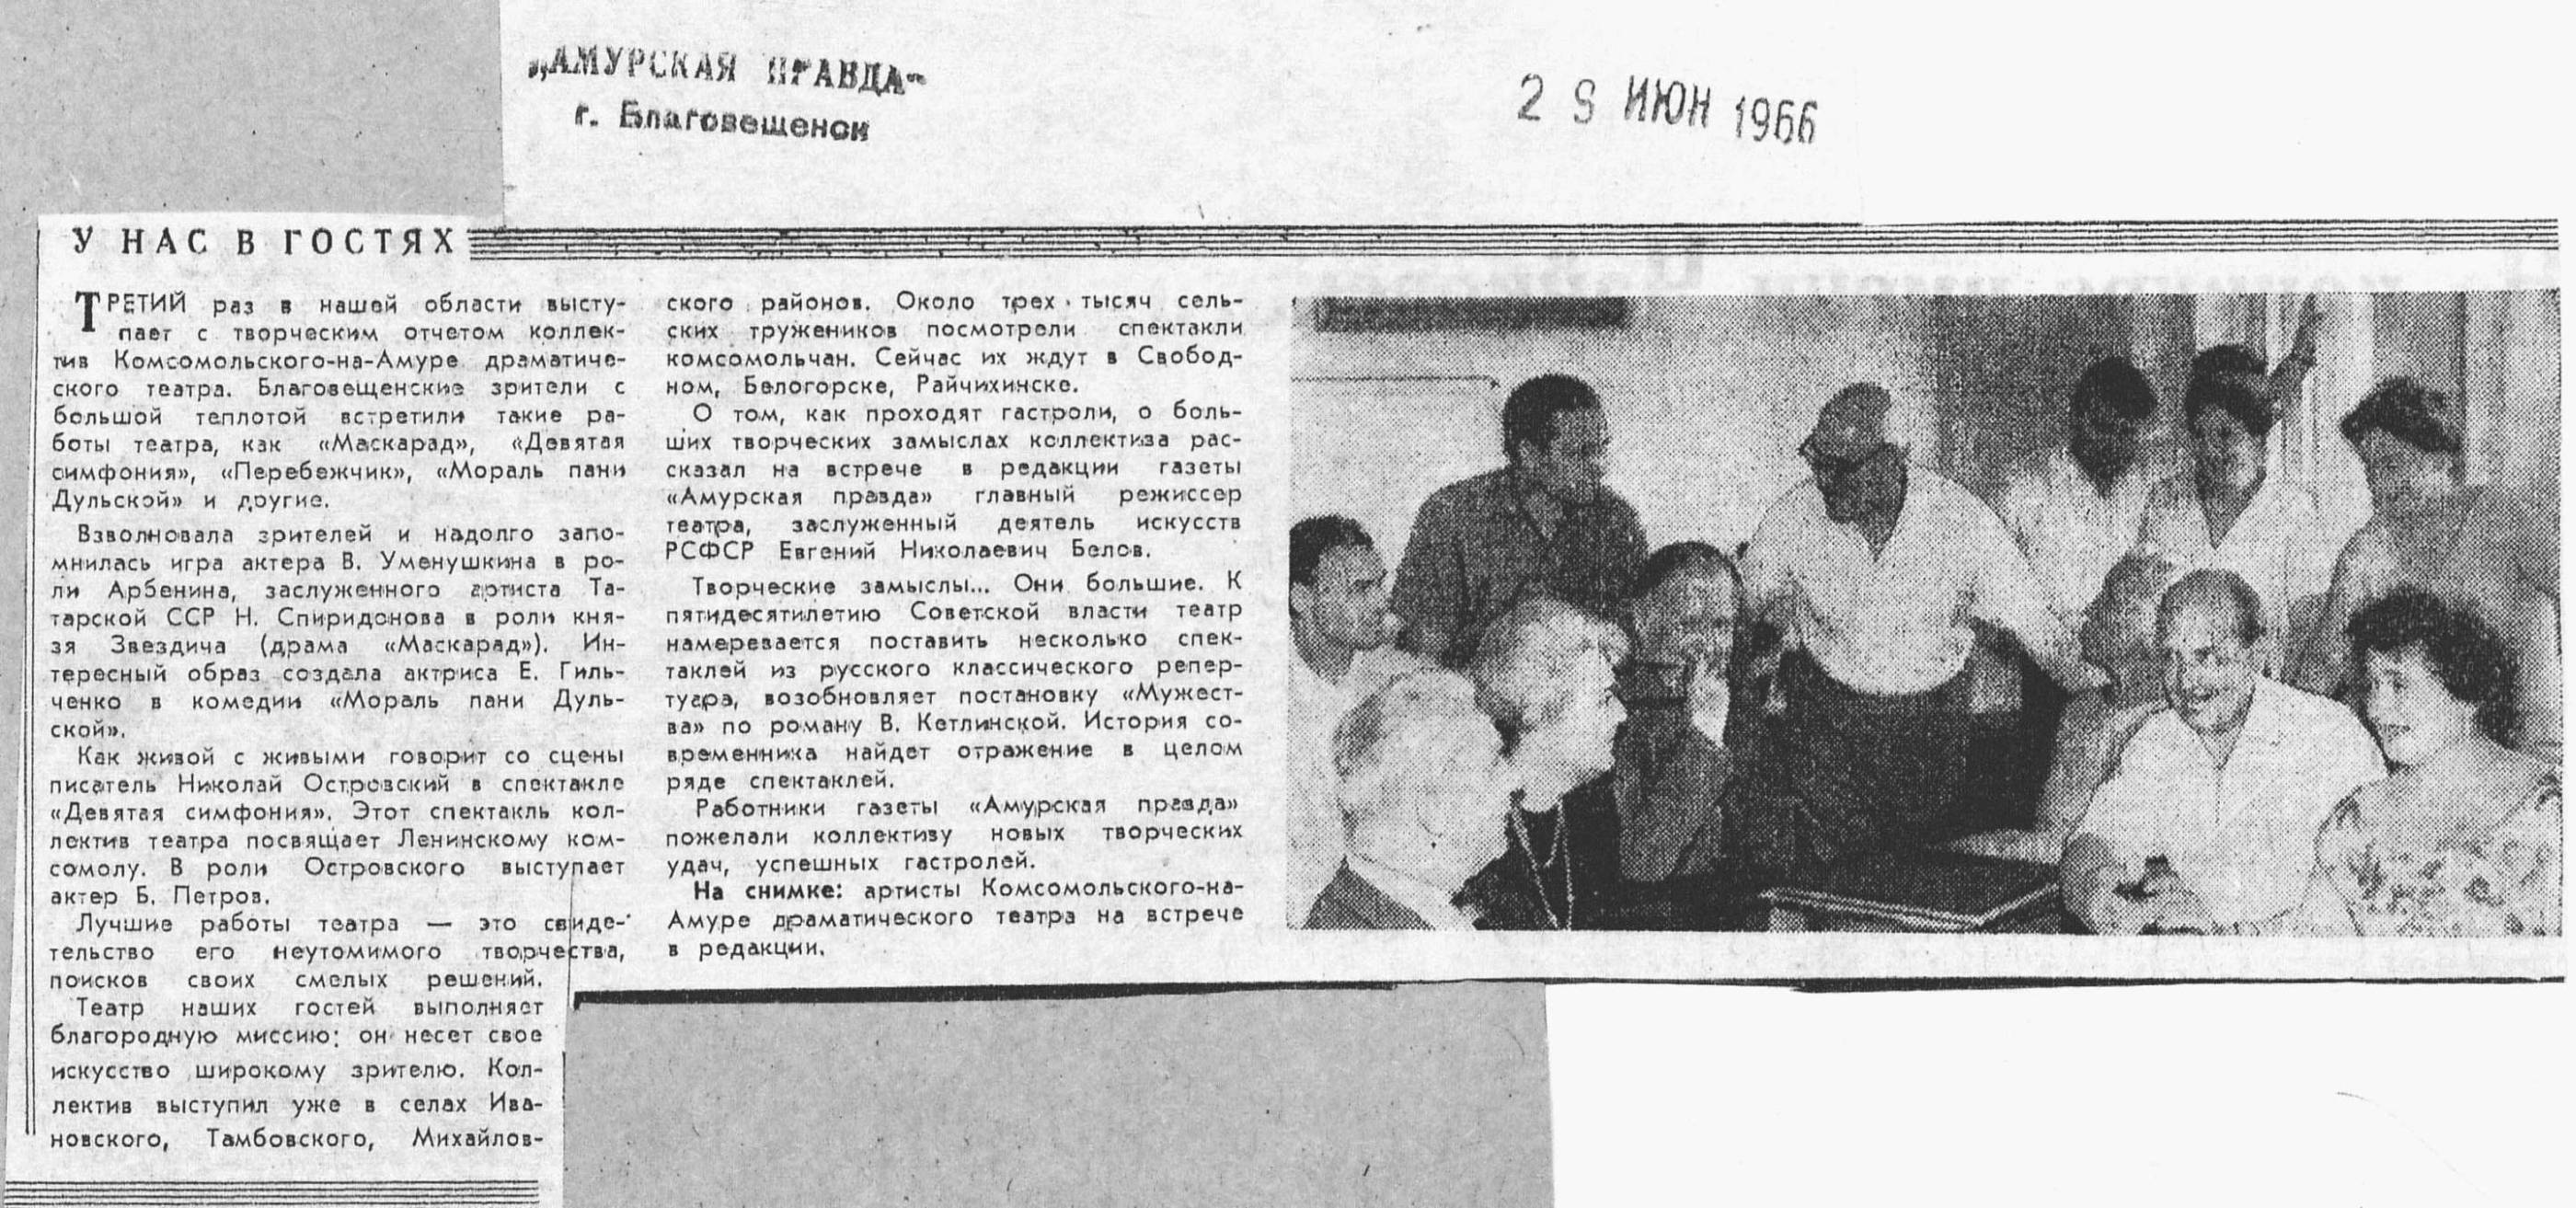 „АМУРСКАЯ ПРАВДА"
г. Благовещенск
29 ИЮН 1966
У НАС В ГОСТЯХ
ТРЕТИЙ раз в нашей области высту-
пает с творческим отчетом коллек-
тив Комсомольского-на-Амуре драматиче-
ского театра. Благовещенские зрители с
большой теплотой встретили такие ра-
боты театра, как «Маскарад», «Девятая
симфония», «Перебежчик», «Мораль пани
Дульской» и другие.
Взволновала зрителей и надолго запо-
мнилась игра актера В. Уменушкина в ро-
ли Арбенина, заслуженного артиста Та-
тарской ССР Н. Спиридонова в роли кня-
зя Звездича (драма «Маскарад»). Ин-
тересный образ создала актриса Е. Гиль-
ченко в комедии «Мораль пани Дуль-
ской».
Как живой с живыми говорит со сцены
писатель Николай Островский в спектакле
«Девятая симфония». Этот спектакль кол-
лектив театра посвящает Ленинскому ком-
сомолу. В роли Островского выступает
актер Б. Петров.
Лучшие работы театра — это свиде-
тельство его неутомимого творчества,
поисков своих смелых решений.
Театр наших гостей выполняет
благородную миссию: он несет свое
искусство широкому зрителю. Кол-
лектив выступил уже в селах Ива-
новского, Тамбовского, Михайлов-
ского районов. Около трех тысяч сель-
ских тружеников посмотрели спектакли
комсомольчан. Сейчас их ждут в Свобод-
ном, Белогорске, Райчихинске.
О том, как проходят гастроли, о боль-
ших творческих замыслах коллектива рас-
сказал на встрече в редакции газеты
«Амурская правда» главный режиссер
театра, заслуженный деятель искусств
РСФСР Евгений Николаевич Белов.
Творческие замыслы... Они большие. К
пятидесятилетию Советской власти театр
намеревается поставить несколько спек-
таклей из русского классического репер-
туара, возобновляет постановку «Мужест-
ва» по роману В. Кетлинской. История со-
временника найдет отражение в целом
ряде спектаклей.
Работники газеты «Амурская правда»
пожелали коллективу новых творческих
удач, успешных гастролей.
На снимке: артисты Комсомольского-на-
Амуре драматического театра на встрече
в редакции.